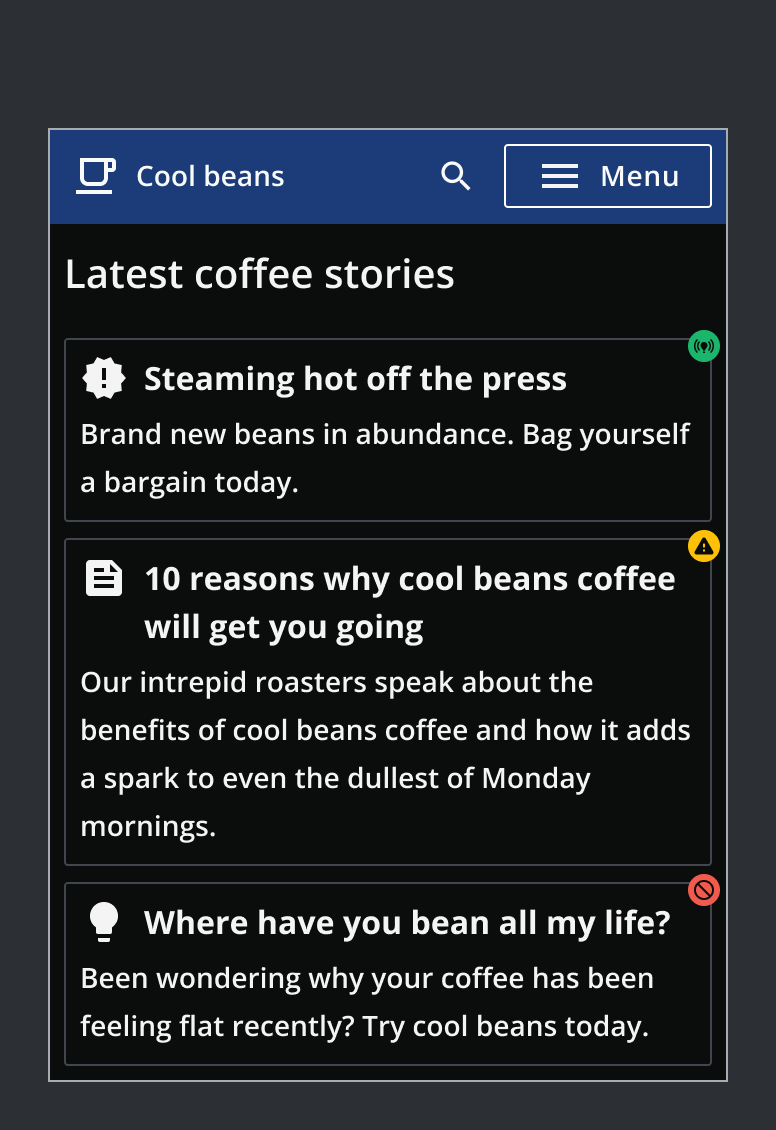 Cool beans
Menu
Latest coffee stories
Steaming hot off the press
Brand new beans in abundance. Bag yourself
a bargain today.
10 reasons why cool beans coffee
will get you going
Our intrepid roasters speak about the
benefits of cool beans coffee and how it adds
a spark to even the dullest of Monday
mornings.
Where have you bean all my life?
Been wondering why your coffee has been
feeling flat recently? Try cool beans today.